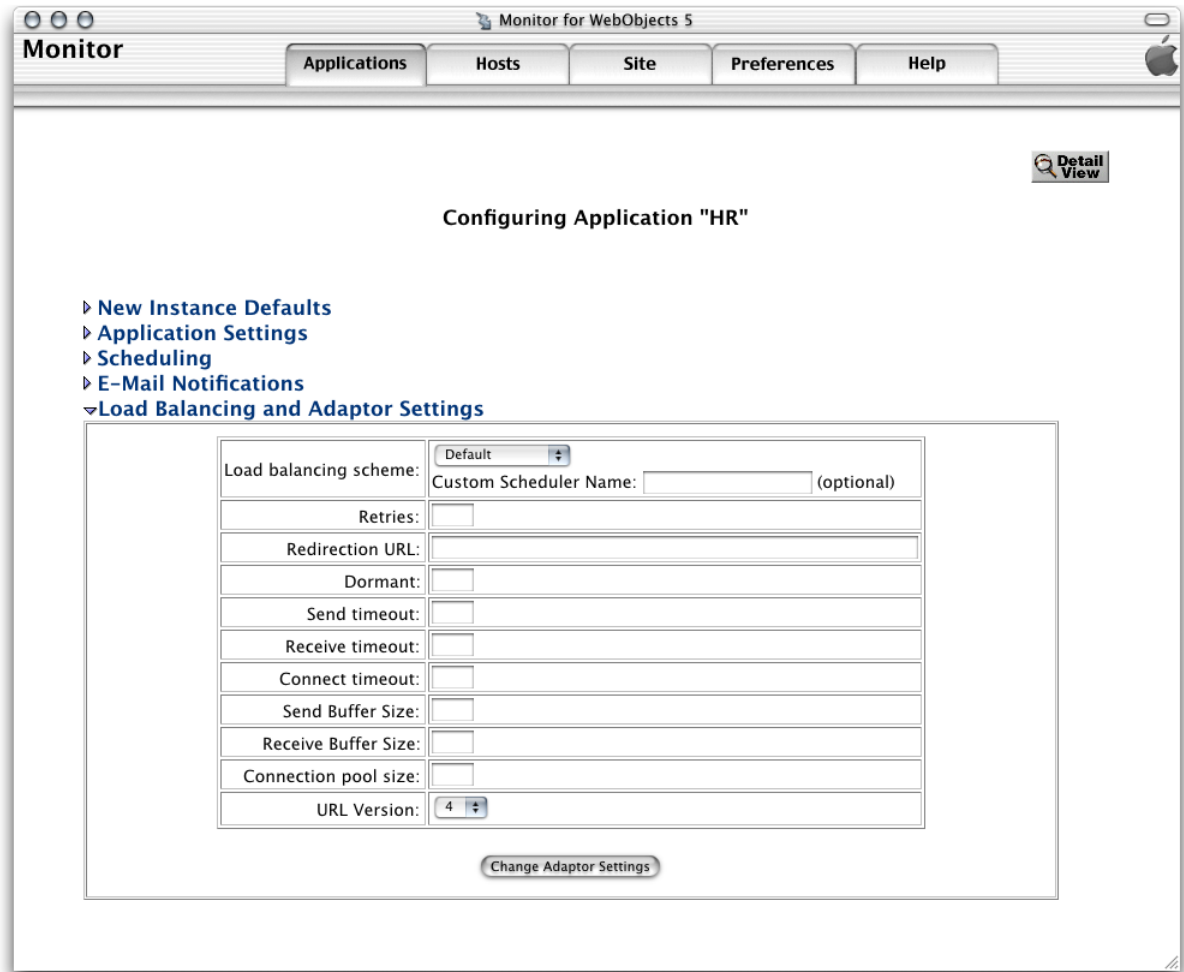 Monitor for WebObjects 5
Monitor
Applications
Hosts
Site
Preferences
Help
Detail View
Configuring Application "HR"
New Instance Defaults
Application Settings
Scheduling
E-Mail Notifications
Load Balancing and Adaptor Settings
Load balancing scheme: Default
Custom Scheduler Name: (optional)
Retries:
Redirection URL:
Dormant:
Send timeout:
Receive timeout:
Connect timeout:
Send Buffer Size:
Receive Buffer Size:
Connection pool size:
URL Version: 4
Change Adaptor Settings